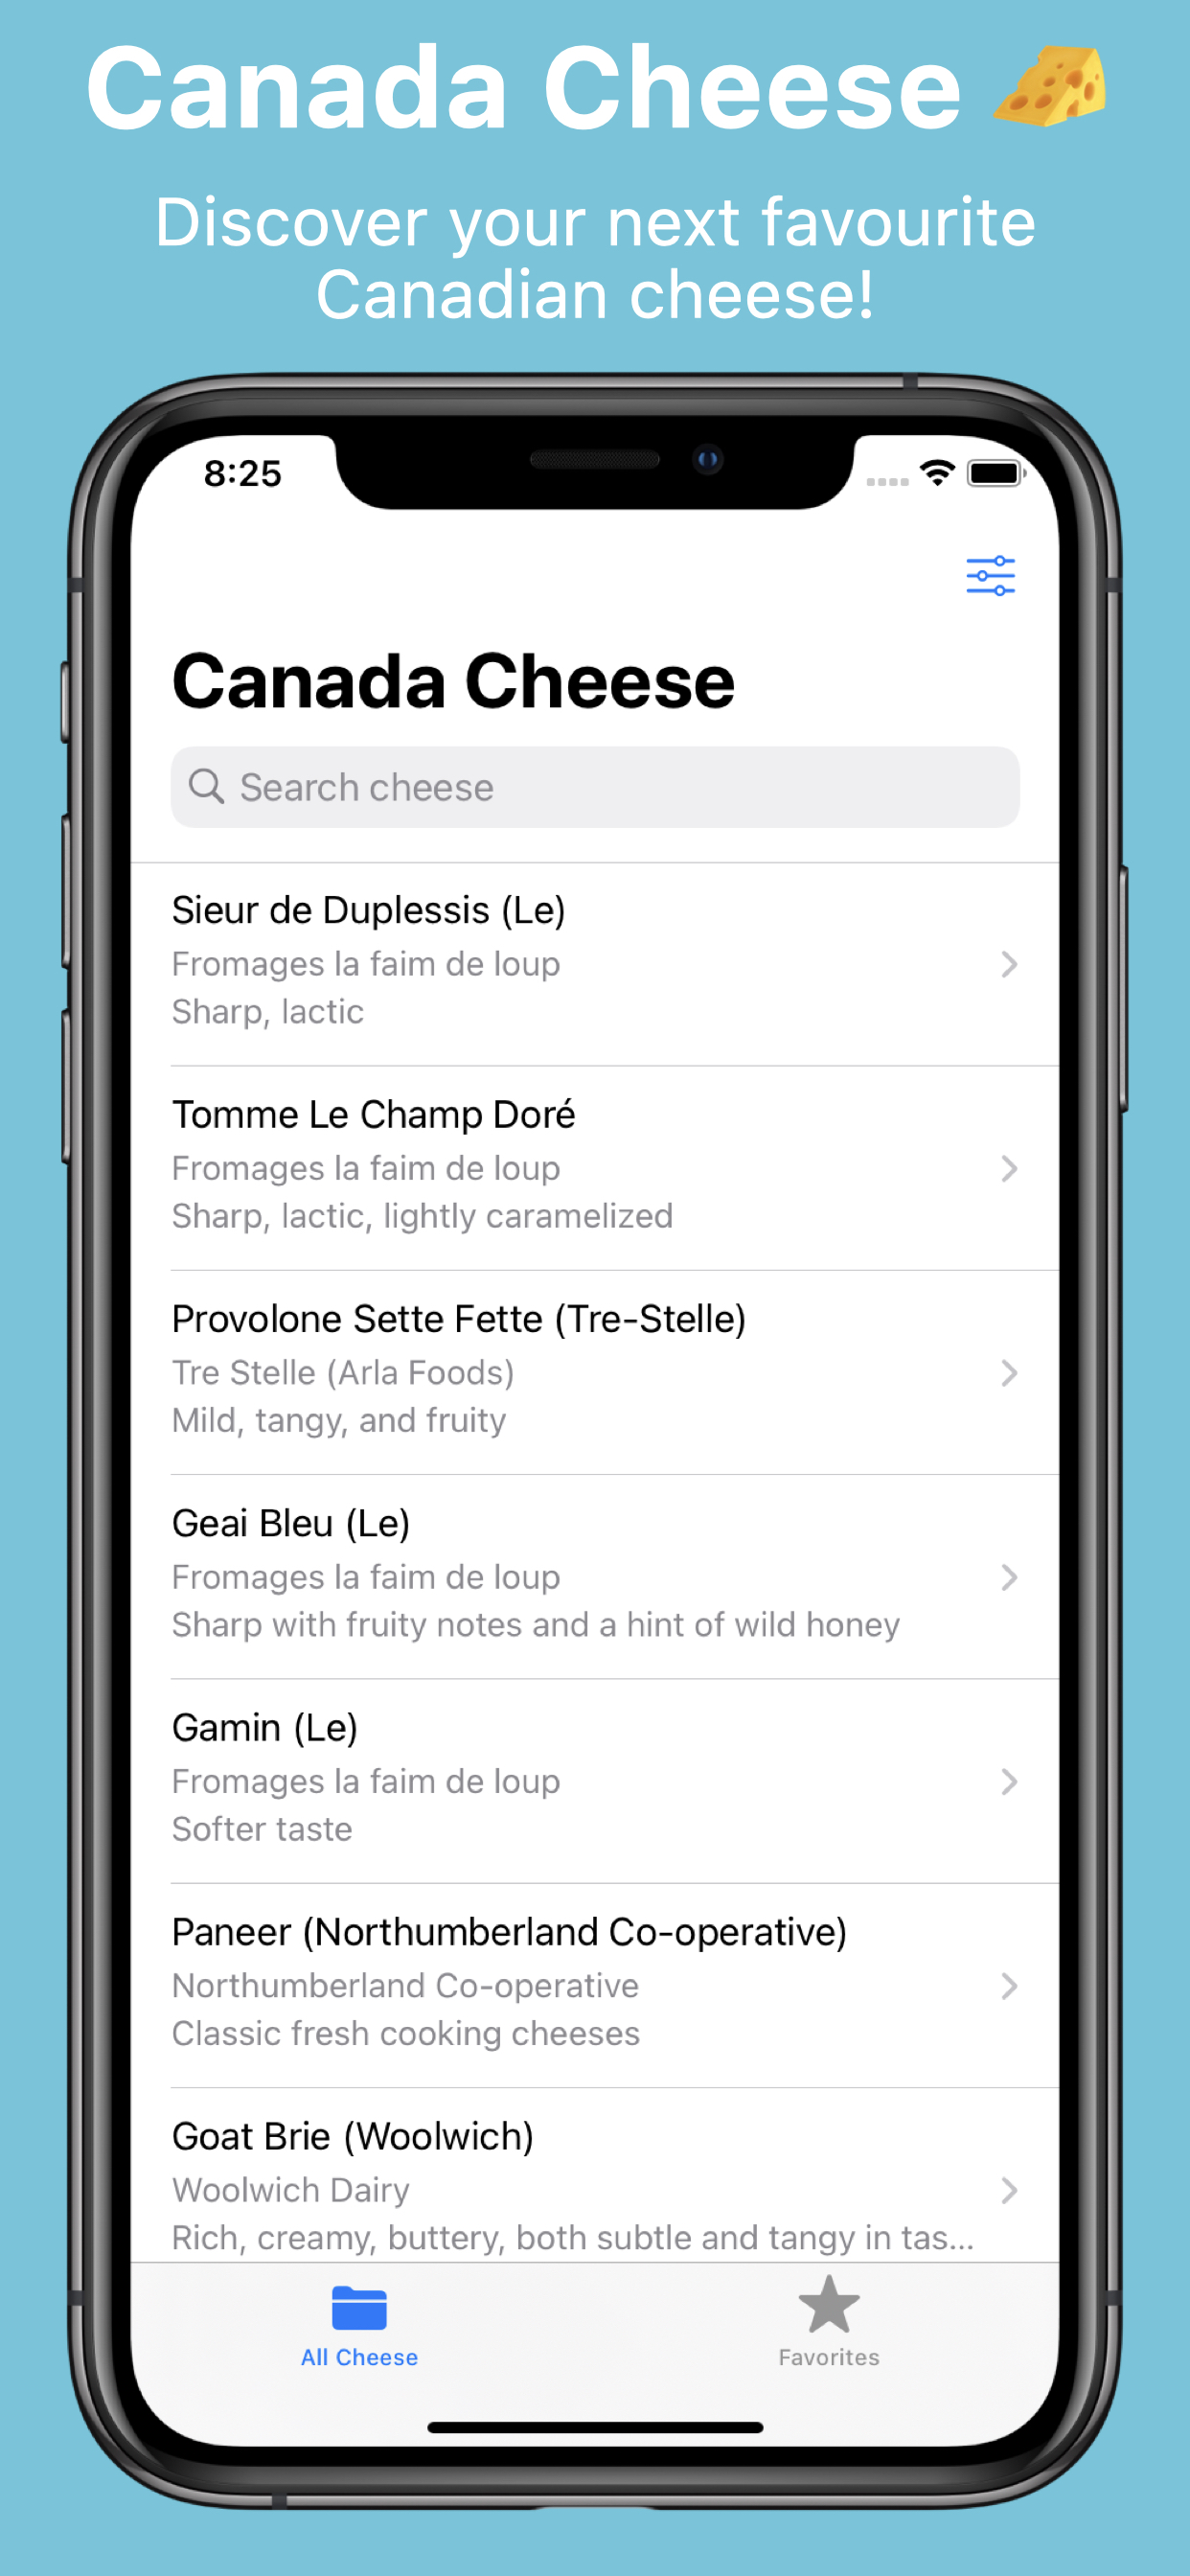 Canada Cheese
Discover your next favourite
Canadian cheese!
8:25
Canada Cheese
Search cheese
Sieur de Duplessis (Le)
Fromages la faim de loup
Sharp, lactic
Tomme Le Champ Doré
Fromages la faim de loup
Sharp, lactic, lightly caramelized
Provolone Sette Fette (Tre-Stelle)
Tre Stelle (Arla Foods)
Mild, tangy, and fruity
Geai Bleu (Le)
Fromages la faim de loup
Sharp with fruity notes and a hint of wild honey
Gamin (Le)
Fromages la faim de loup
Softer taste
Paneer (Northumberland Co-operative)
Northumberland Co-operative
Classic fresh cooking cheeses
Goat Brie (Woolwich)
Woolwich Dairy
Rich, creamy, buttery, both subtle and tangy in tas...
All Cheese
Favorites